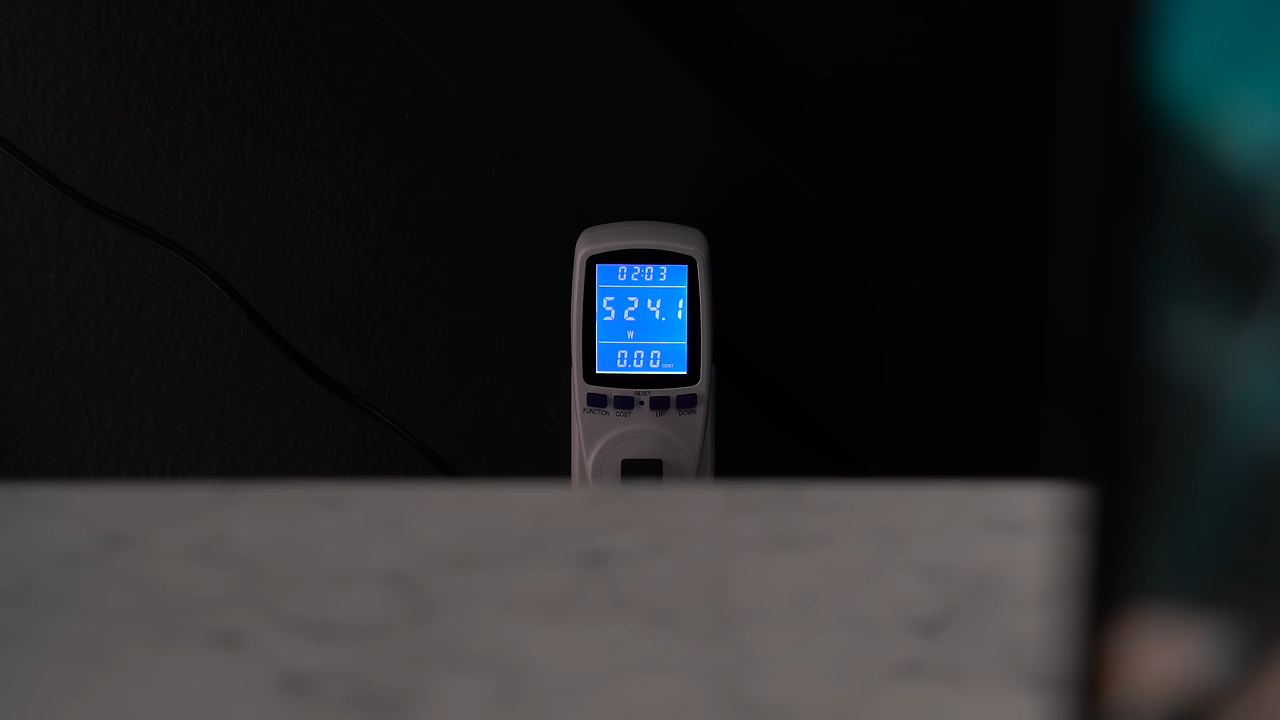 02:03
524.1
W
0.00 COST
RESET
FUNCTION COST UP DOWN